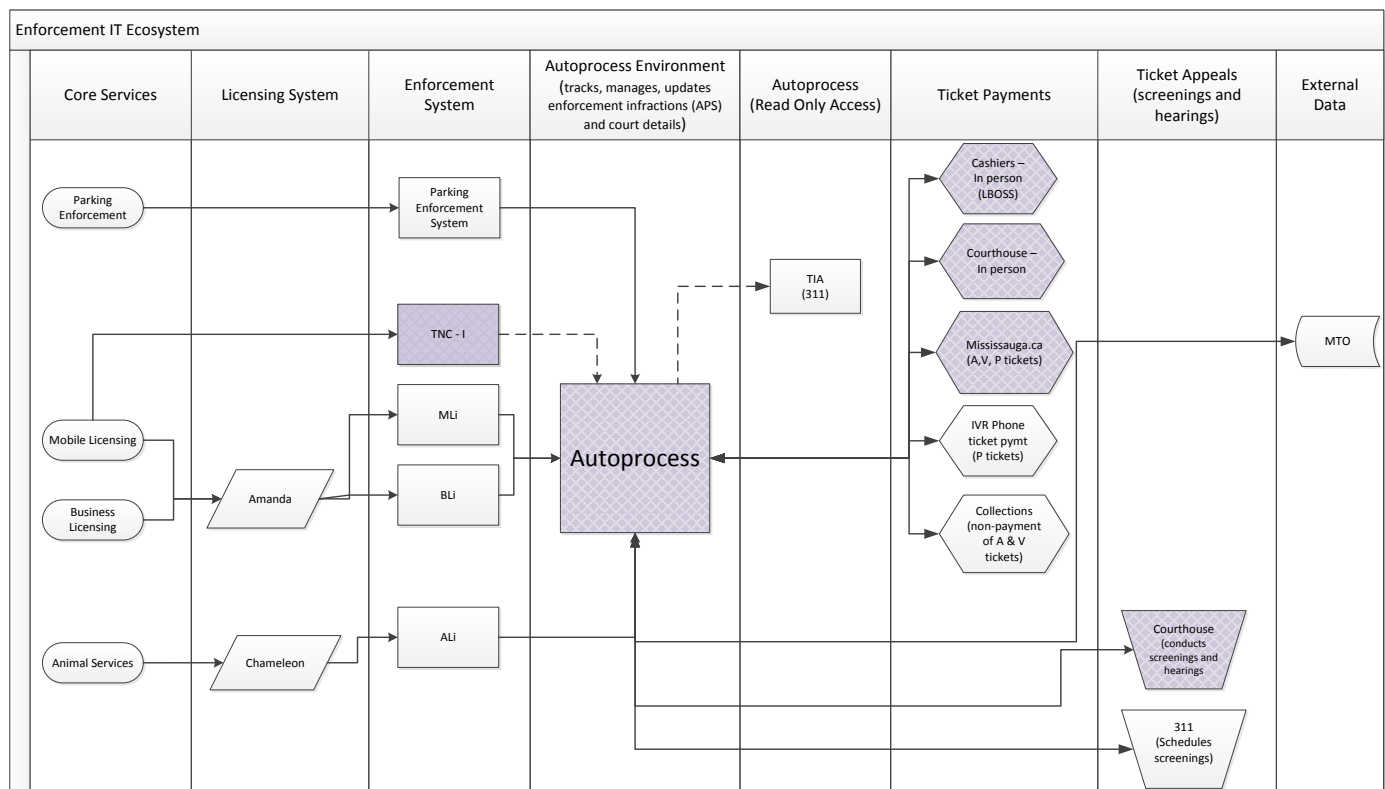 Enforcement IT Ecosystem
Core Services
Licensing System
Enforcement
System
Autoprocess Environment
(tracks, manages, updates
enforcement infractions (APS)
and court details)
Autoprocess
(Read Only Access)
Ticket Payments
Ticket Appeals
(screenings and
hearings)
External
Data
Parking
Enforcement
Parking
Enforcement
System
Cashiers –
In person
(LBOSS)
Courthouse –
In person
TIA
(311)
TNC - I
Mississauga.ca
(A,V, P tickets)
MTO
MLi
Mobile Licensing
IVR Phone
ticket pymt
(P tickets)
Autoprocess
Amanda
BLi
Business
Licensing
Collections
(non-payment
of A & V
tickets)
ALi
Animal Services
Chameleon
Courthouse
(conducts
screenings and
hearings
311
(Schedules
screenings)